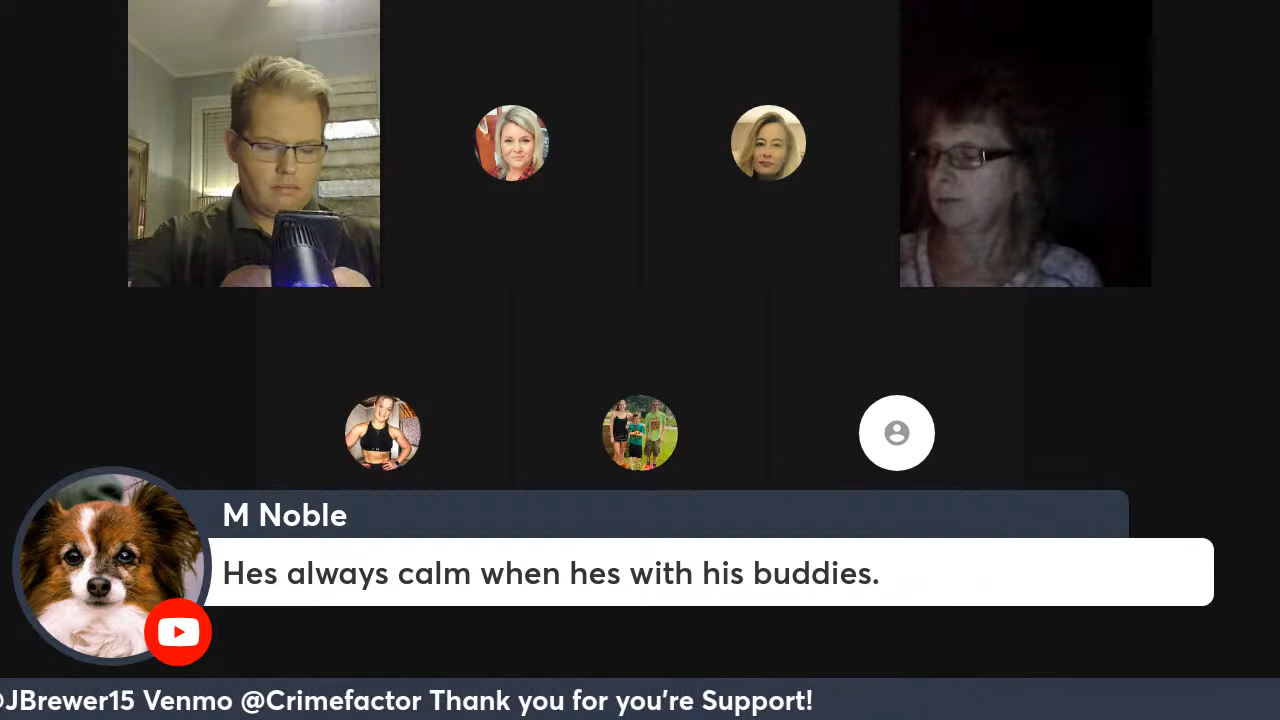 M Noble
Hes always calm when hes with his buddies.
@JBrewer15 Venmo @Crimefactor Thank you for you're Support!